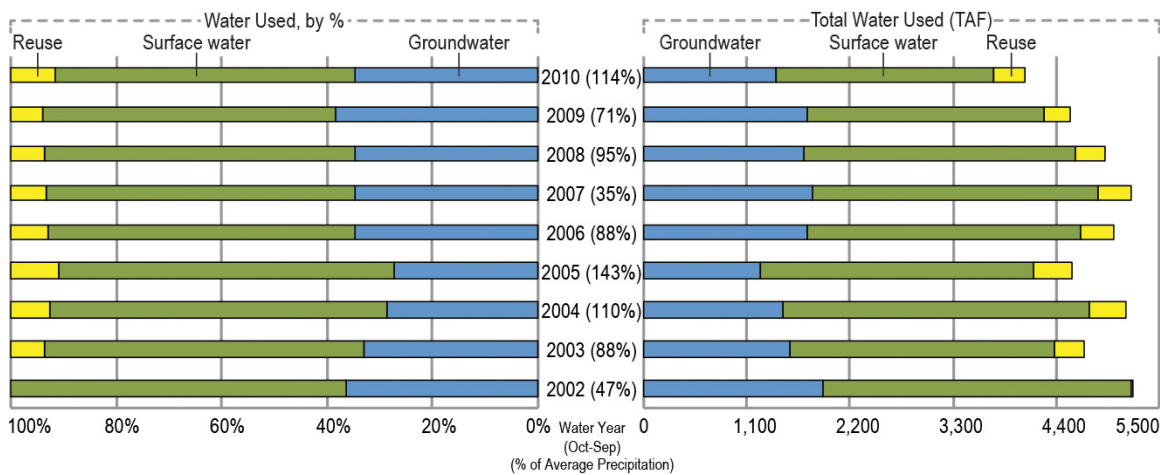 Water Used, by %
Total Water Used (TAF)
Reuse
Surface water
Groundwater
Groundwater
Surface water
Reuse
2010 (114%)
2009 (71%)
2008 (95%)
2007 (35%)
2006 (88%)
2005 (143%)
2004 (110%)
2003 (88%)
2002 (47%)
100% 80% 60% 40% 20% 0%
0 1,100 2,200 3,300 4,400 5,500
Water Year
(Oct-Sep)
(% of Average Precipitation)